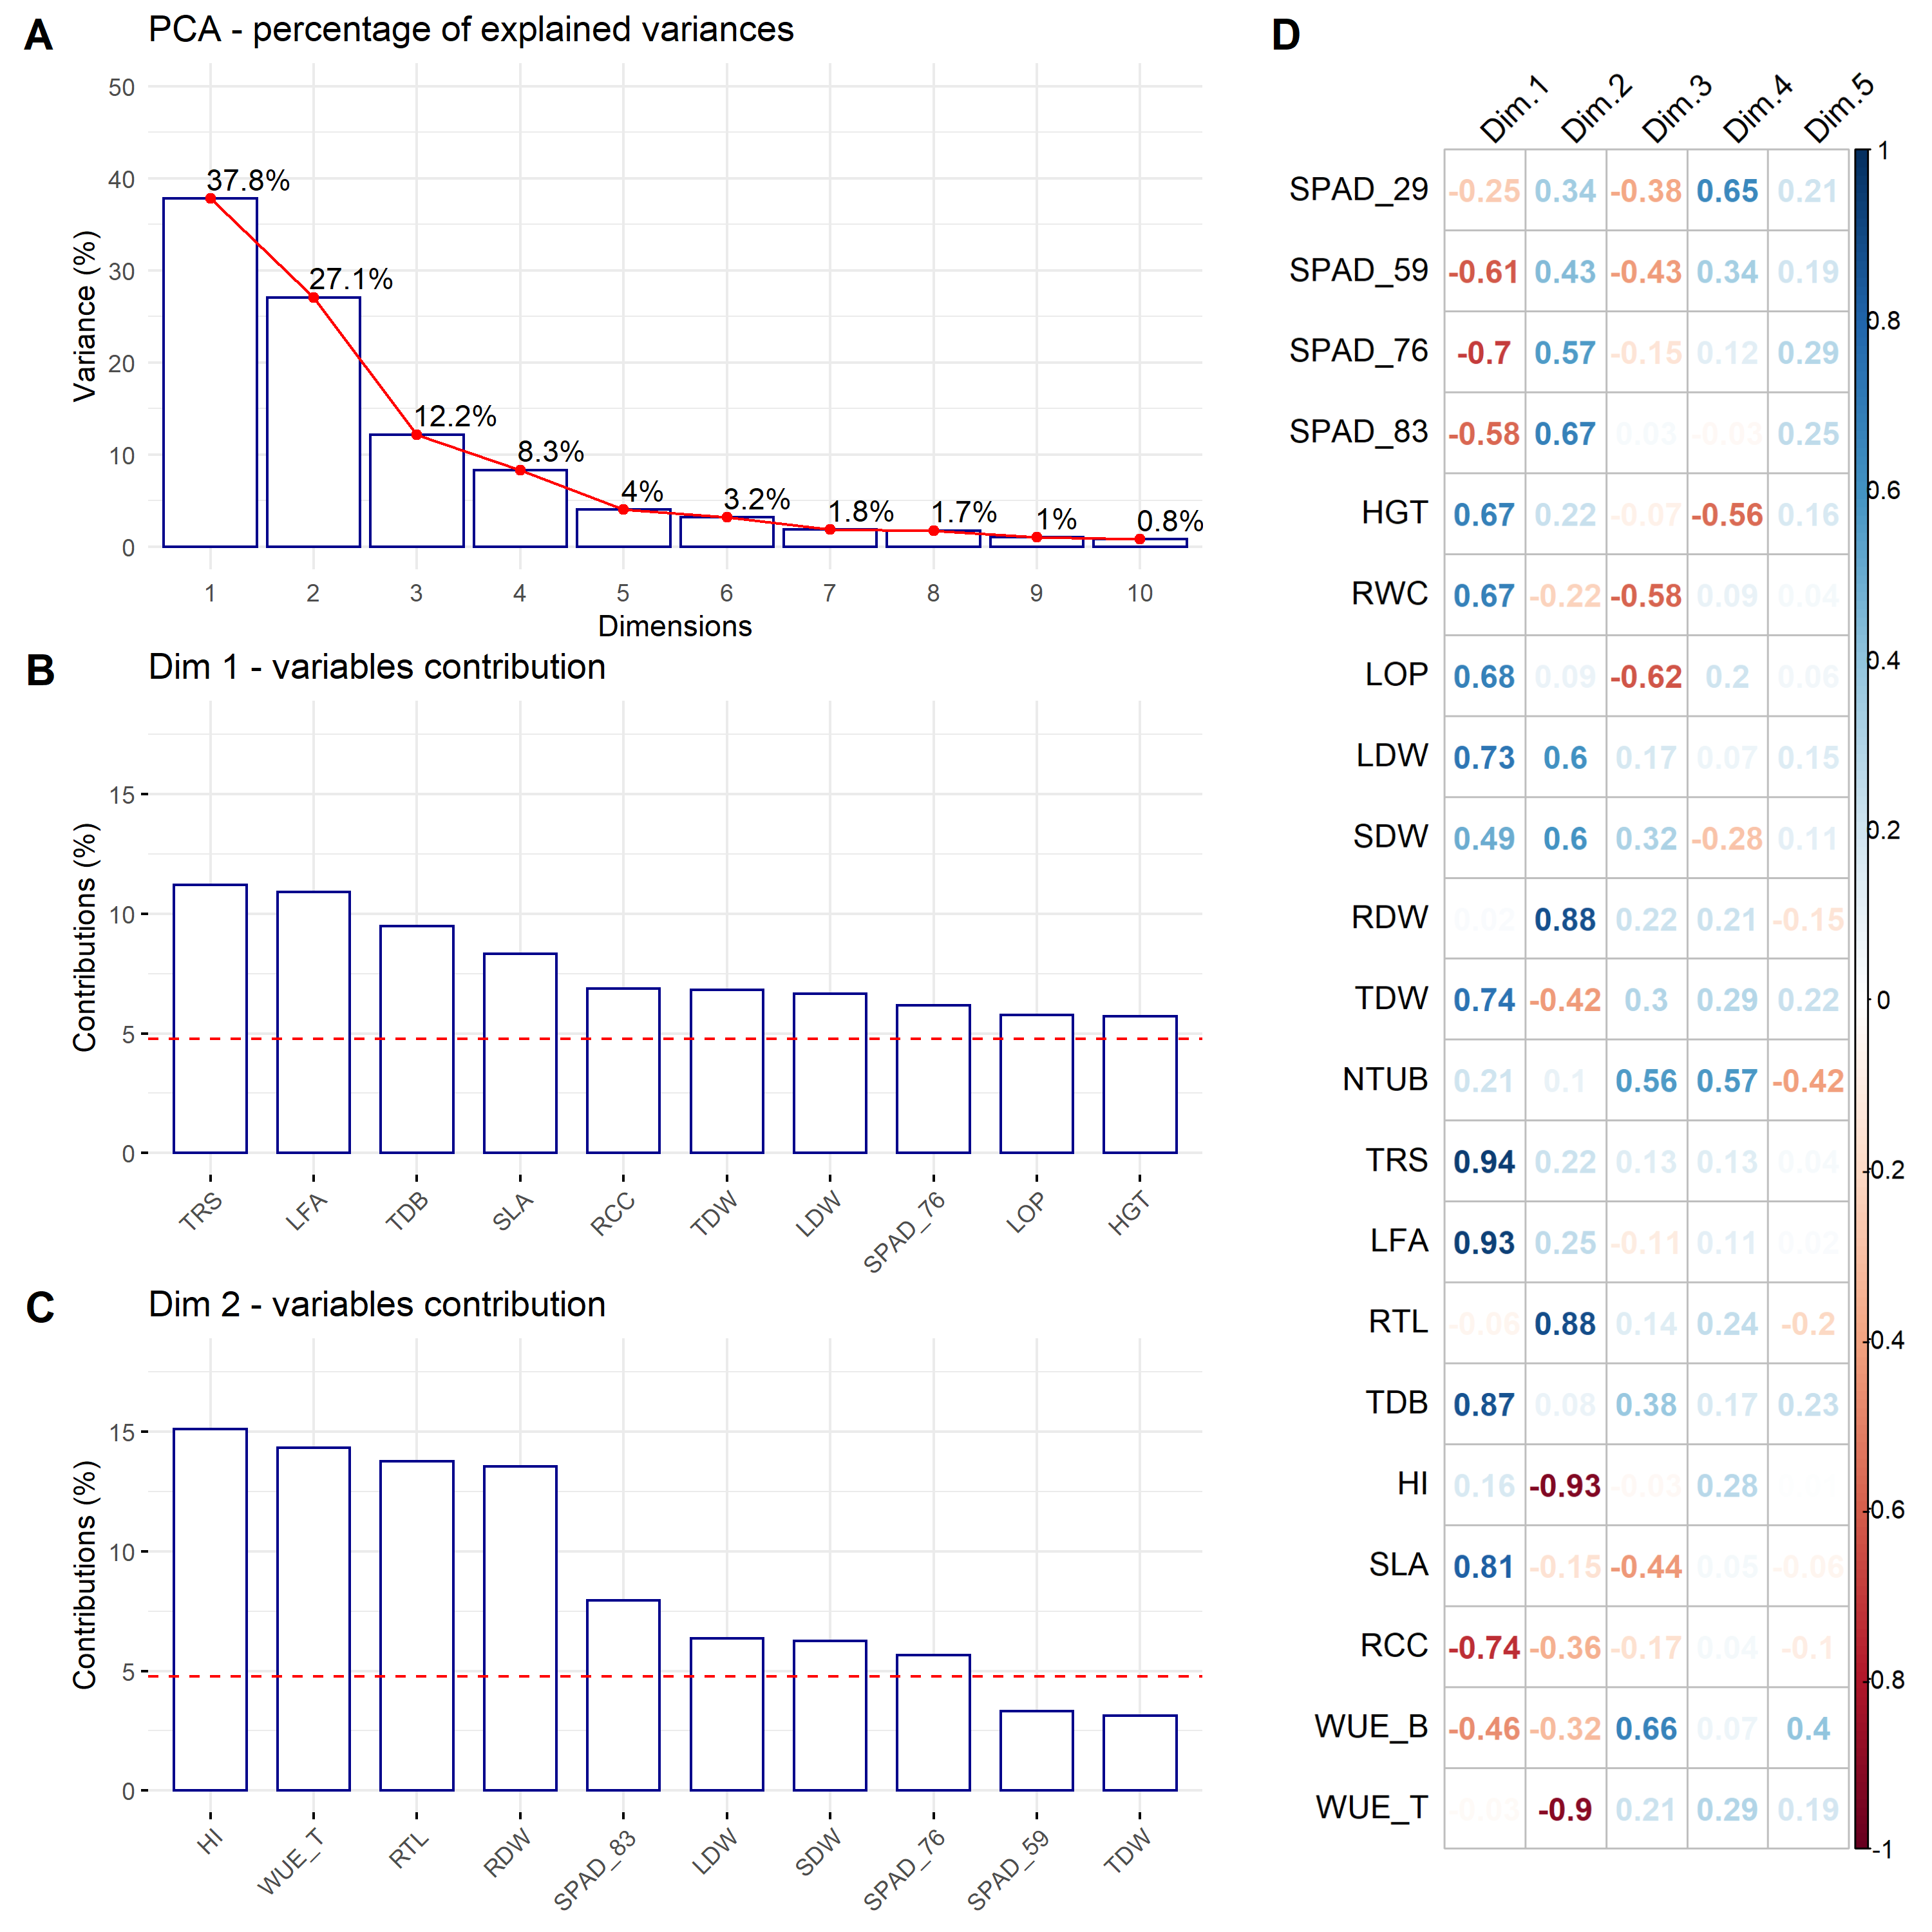 A
PCA - percentage of explained variances
Variance (%)
50
40
30
20
10
0
37.8%
27.1%
12.2%
8.3%
4%
3.2%
1.8%
1.7%
1%
0.8%
1 2 3 4 5 6 7 8 9 10
Dimensions
B
Dim 1 - variables contribution
Contributions (%)
15
10
5
0
TRS LFA TDB SLA RCC TDW LDW SPAD_76 LOP HGT
C
Dim 2 - variables contribution
Contributions (%)
15
10
5
0
HI WUE_T RTL RDW SPAD_83 LDW SDW SPAD_76 SPAD_59 TDW
D
Dim.1 Dim.2 Dim.3 Dim.4 Dim.5
SPAD_29 -0.25 0.34 -0.38 0.65 0.21
SPAD_59 -0.61 0.43 -0.43 0.34 0.19
SPAD_76 -0.7 0.57 -0.15 0.12 0.29
SPAD_83 -0.58 0.67 0.03 -0.03 0.25
HGT 0.67 0.22 -0.07 -0.56 0.16
RWC 0.67 -0.22 -0.58 0.09 0.04
LOP 0.68 0.09 -0.62 0.2 0.06
LDW 0.73 0.6 0.17 0.07 0.15
SDW 0.49 0.6 0.32 -0.28 0.11
RDW 0.02 0.88 0.22 0.21 -0.15
TDW 0.74 -0.42 0.3 0.29 0.22
NTUB 0.21 0.1 0.56 0.57 -0.42
TRS 0.94 0.22 0.13 0.13 0.04
LFA 0.93 0.25 -0.11 0.11 0.02
RTL -0.06 0.88 0.14 0.24 -0.2
TDB 0.87 0.08 0.38 0.17 0.23
HI 0.16 -0.93 -0.03 0.28
SLA 0.81 -0.15 -0.44 0.05 -0.06
RCC -0.74 -0.36 -0.17 0.04 -0.1
WUE_B -0.46 -0.32 0.66 0.07 0.4
WUE_T -0.03 -0.9 0.21 0.29 0.19
1
0.8
0.6
0.4
0.2
0
-0.2
-0.4
-0.6
-0.8
-1